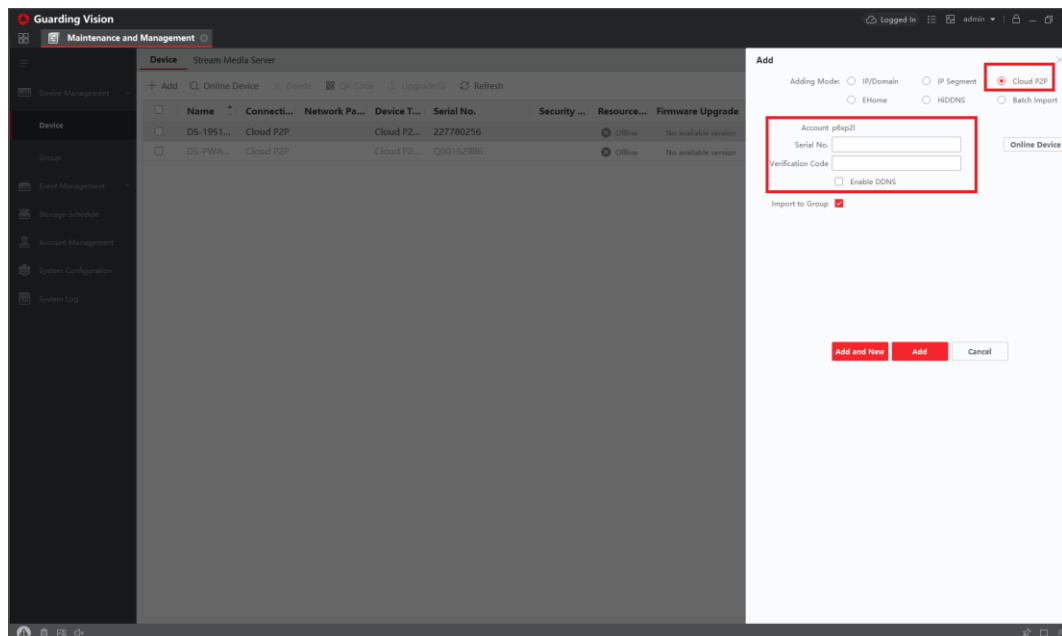 Guarding Vision
Logged In
admin
Maintenance and Management
Device Management
Device
Group
Event Management
Storage Schedule
Account Management
System Configuration
System Log
Device Stream Media Server
+ Add Online Device Delete QR Code Upgrade(0) Refresh
Name Connecti... Network Pa... Device T... Serial No. Security ... Resource... Firmware Upgrade
DS-19S1... Cloud P2P Cloud P2... 227780256 Offline No available version
DS-PWA... Cloud P2P Cloud P2... Q00162986 Offline No available version
Add
Adding Mode: IP/Domain IP Segment Cloud P2P
EHome HiDDNS Batch Import
Account p6xp2l
Serial No. Online Device
Verification Code
Enable DDNS
Import to Group
Add and New Add Cancel